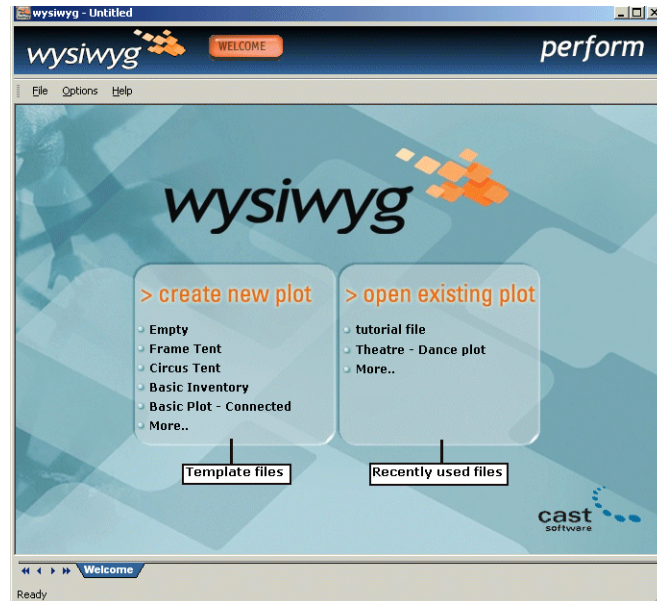 wysiwyg - Untitled
wysiwyg
WELCOME
perform
File Options Help
wysiwyg
> create new plot
Empty
Frame Tent
Circus Tent
Basic Inventory
Basic Plot - Connected
More..
Template files
> open existing plot
tutorial file
Theatre - Dance plot
More..
Recently used files
cast
software
Welcome
Ready